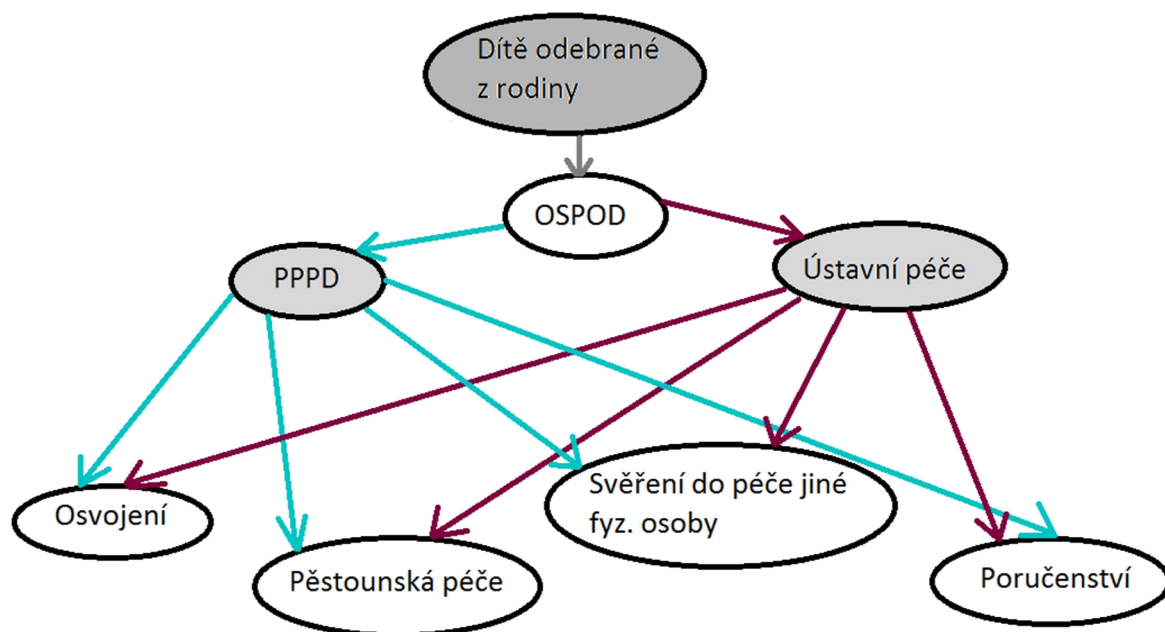 Dítě odebrané
z rodiny
OSPOD
PPPD
Ústavní péče
Osvojení
Pěstounská péče
Svěření do péče jiné
fyz. osoby
Poručenství